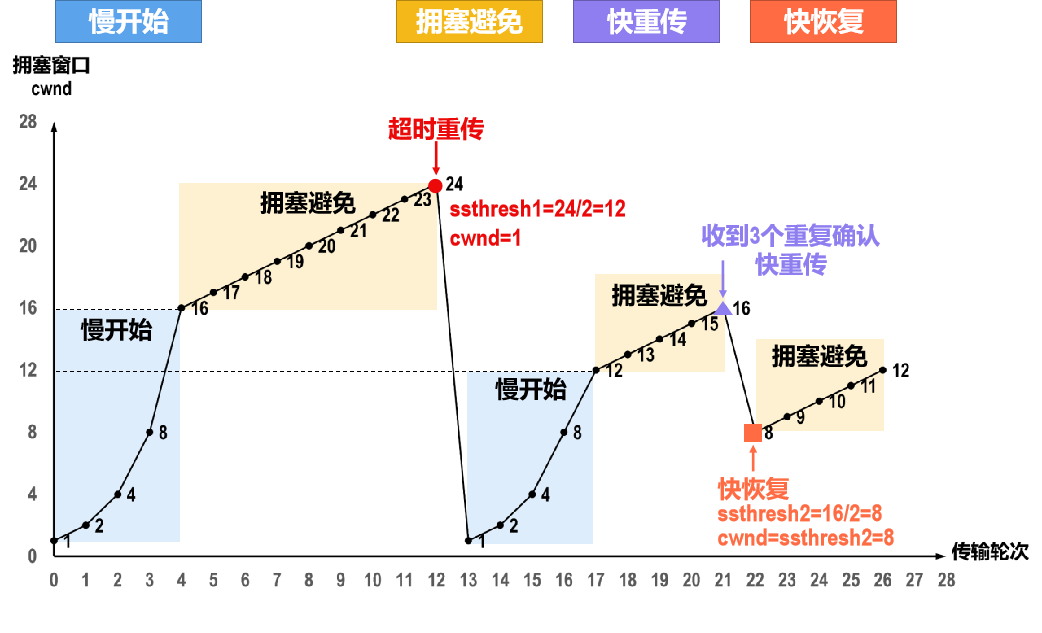 慢开始
拥塞避免
快重传
快恢复
拥塞窗口
cwnd
28
24
20
16
12
8
4
0
超时重传
24
ssthresh1=24/2=12
cwnd=1
拥塞避免
23
22
21
20
19
18
17
16
慢开始
8
4
2
1
收到3个重复确认
快重传
拥塞避免
16
15
14
13
12
慢开始
8
4
2
1
拥塞避免
12
11
10
9
8
快恢复
ssthresh2=16/2=8
cwnd=ssthresh2=8
传输轮次
0 1 2 3 4 5 6 7 8 9 10 11 12 13 14 15 16 17 18 19 20 21 22 23 24 25 26 27 28